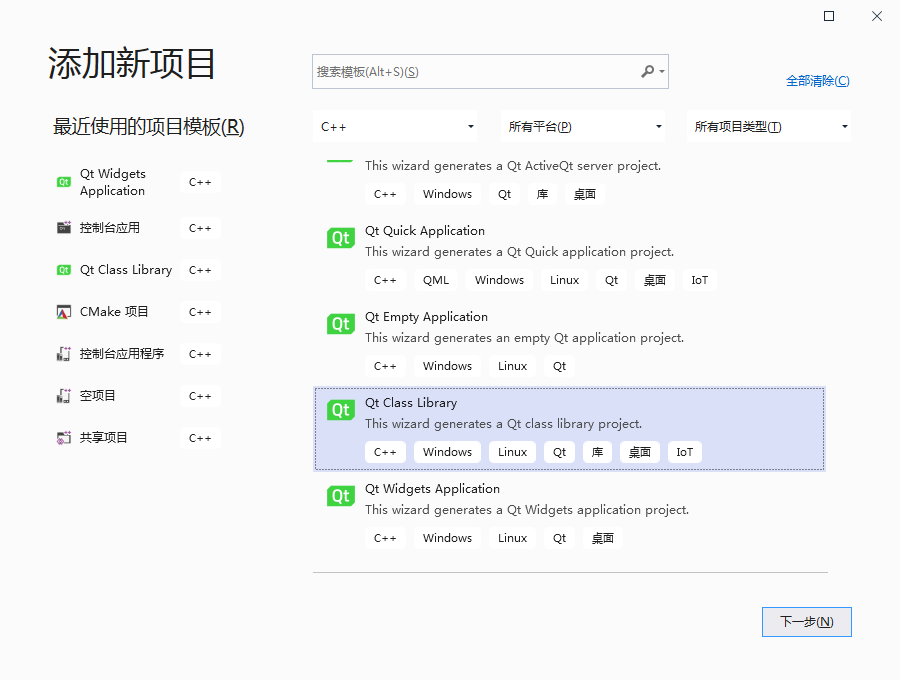 添加新项目
搜索模板(Alt+S)(S)
全部清除(C)
最近使用的项目模板(R)
C++ 所有平台(P) 所有项目类型(T)
Qt Widgets Application C++
控制台应用 C++
Qt Class Library C++
CMake 项目 C++
控制台应用程序 C++
空项目 C++
共享项目 C++
This wizard generates a Qt ActiveQt server project.
C++ Windows Qt 库 桌面
Qt Quick Application
This wizard generates a Qt Quick application project.
C++ QML Windows Linux Qt 桌面 IoT
Qt Empty Application
This wizard generates an empty Qt application project.
C++ Windows Linux Qt
Qt Class Library
This wizard generates a Qt class library project.
C++ Windows Linux Qt 库 桌面 IoT
Qt Widgets Application
This wizard generates a Qt Widgets application project.
C++ Windows Linux Qt 桌面
下一步(N)